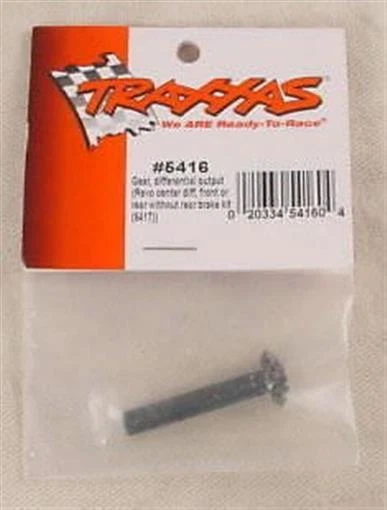 TRAXXAS
We ARE Ready-To-Race®
#5416
Gear, differential output
(Revo center diff, front or
rear without rear brake kit
(5417))
0 20334 54160 4